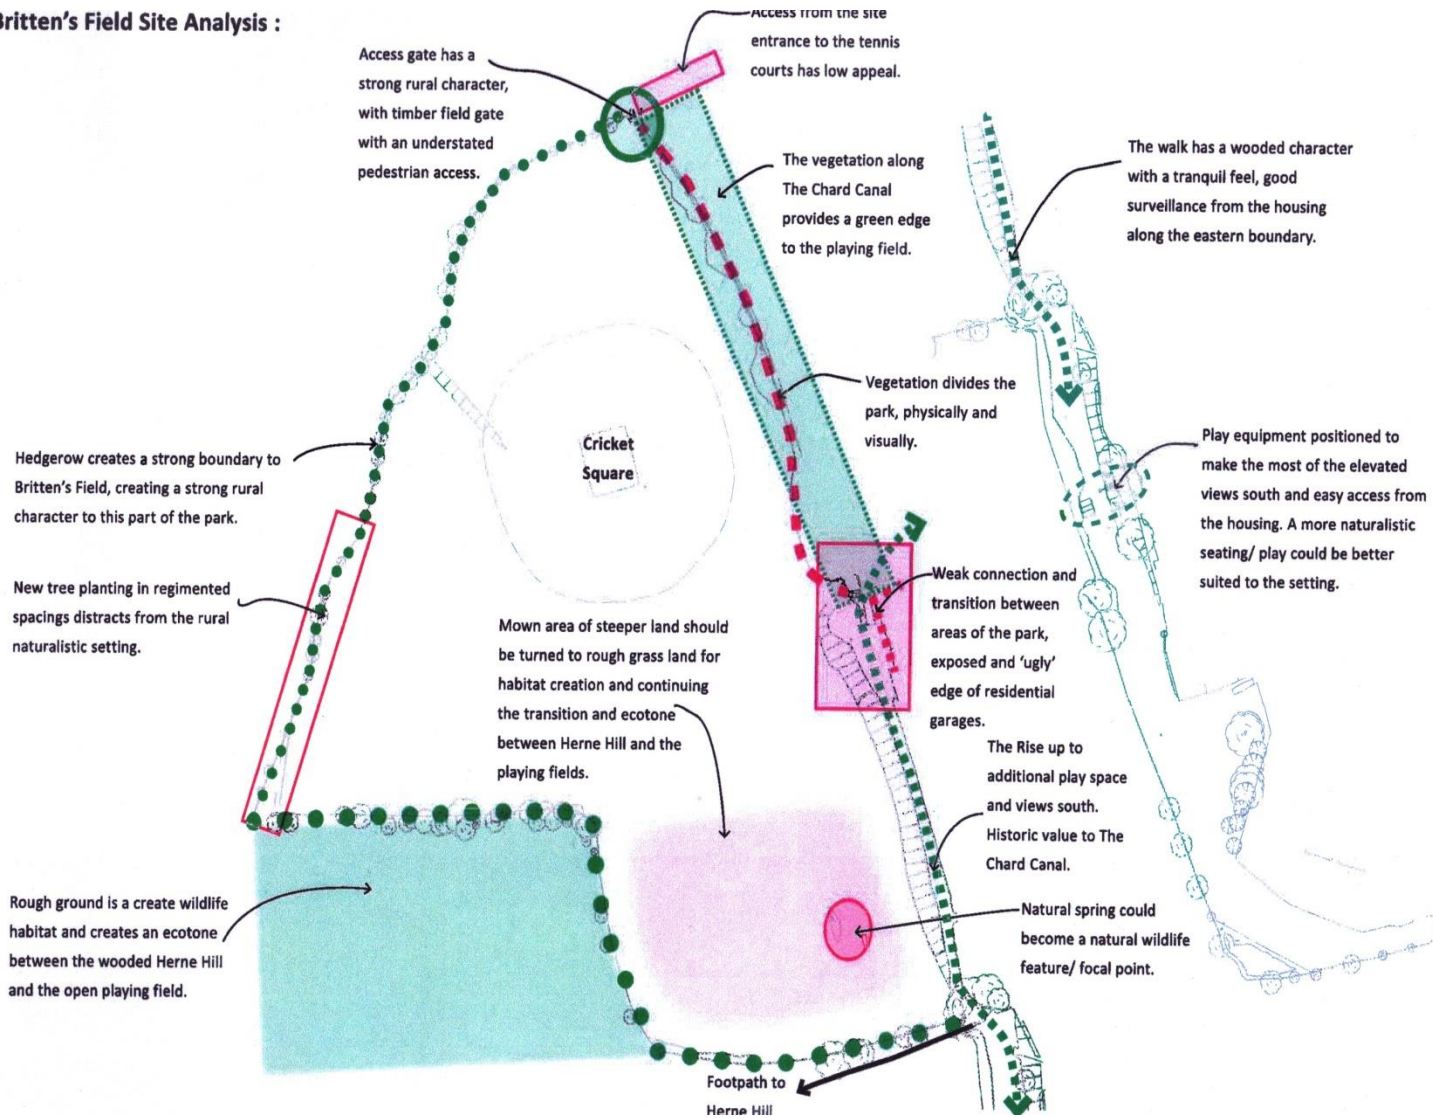 Britten's Field Site Analysis :
Access from the site
entrance to the tennis
courts has low appeal.
Access gate has a
strong rural character,
with timber field gate
with an understated
pedestrian access.
The vegetation along
The Chard Canal
provides a green edge
to the playing field.
The walk has a wooded character
with a tranquil feel, good
surveillance from the housing
along the eastern boundary.
Vegetation divides the
park, physically and
visually.
Cricket
Square
Hedgerow creates a strong boundary to
Britten's Field, creating a strong rural
character to this part of the park.
Play equipment positioned to
make the most of the elevated
views south and easy access from
the housing. A more naturalistic
seating/ play could be better
suited to the setting.
New tree planting in regimented
spacings distracts from the rural
naturalistic setting.
Weak connection and
transition between
areas of the park,
exposed and 'ugly'
edge of residential
garages.
Mown area of steeper land should
be turned to rough grass land for
habitat creation and continuing
the transition and ecotone
between Herne Hill and the
playing fields.
The Rise up to
additional play space
and views south.
Historic value to The
Chard Canal.
Rough ground is a create wildlife
habitat and creates an ecotone
between the wooded Herne Hill
and the open playing field.
Natural spring could
become a natural wildlife
feature/ focal point.
Footpath to
Herne Hill